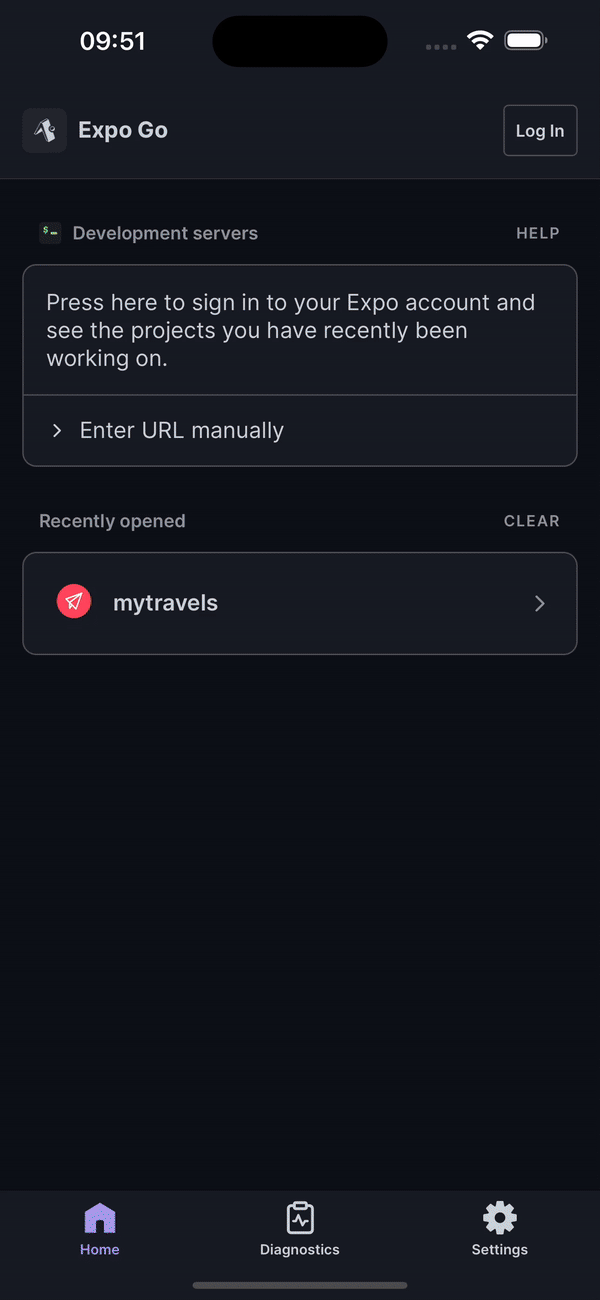 09:51
Expo Go
Log In
$
Development servers
HELP
Press here to sign in to your Expo account and
see the projects you have recently been
working on.
Enter URL manually
Recently opened
CLEAR
mytravels
Home
Diagnostics
Settings